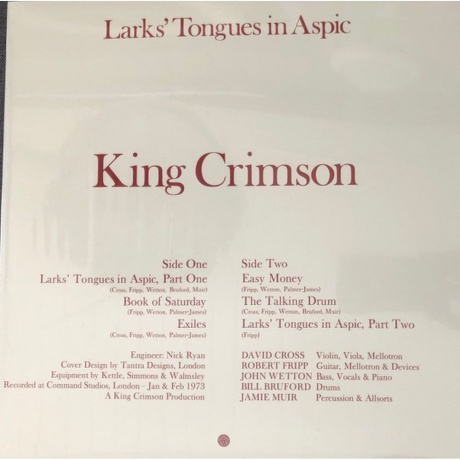 Larks' Tongues in Aspic
King Crimson
Side One
Larks' Tongues in Aspic, Part One
(Cross, Fripp, Wetton, Bruford, Muir)
Book of Saturday
(Cross, Fripp, Wetton, Palmer-James)
Exiles
(Cross, Fripp, Wetton, Palmer-James)
Side Two
Easy Money
(Fripp, Wetton, Palmer-James)
The Talking Drum
(Cross, Fripp, Wetton, Bruford, Muir)
Larks' Tongues in Aspic, Part Two
(Fripp)
Engineer: Nick Ryan
Cover Design by Tantra Designs, London
Equipment by Kettle, Simmons & Walmsley
Recorded at Command Studios, London – Jan & Feb 1973
A King Crimson Production
DAVID CROSS Violin, Viola, Mellotron
ROBERT FRIPP Guitar, Mellotron & Devices
JOHN WETTON Bass, Vocals & Piano
BILL BRUFORD Drums
JAMIE MUIR Percussion & Allsorts